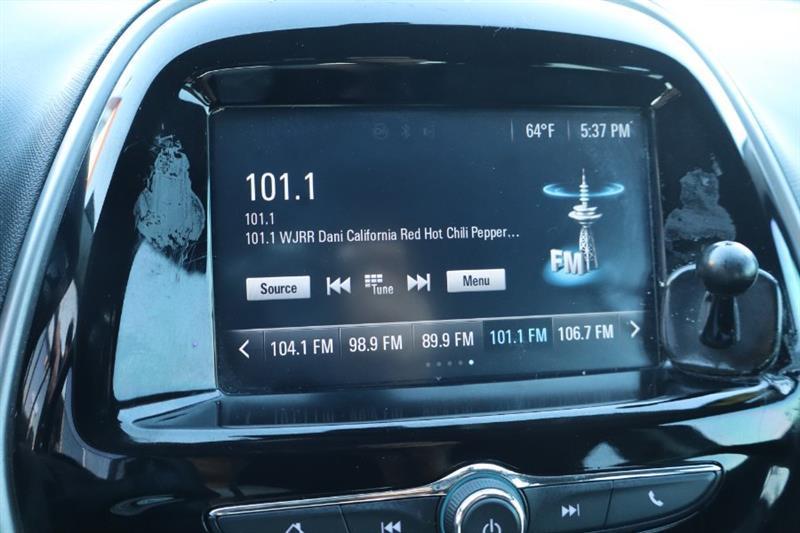 64°F 5:37 PM
101.1
101.1
101.1 WJRR Dani California Red Hot Chili Pepper...
FM
Source Tune Menu
104.1 FM 98.9 FM 89.9 FM 101.1 FM 106.7 FM